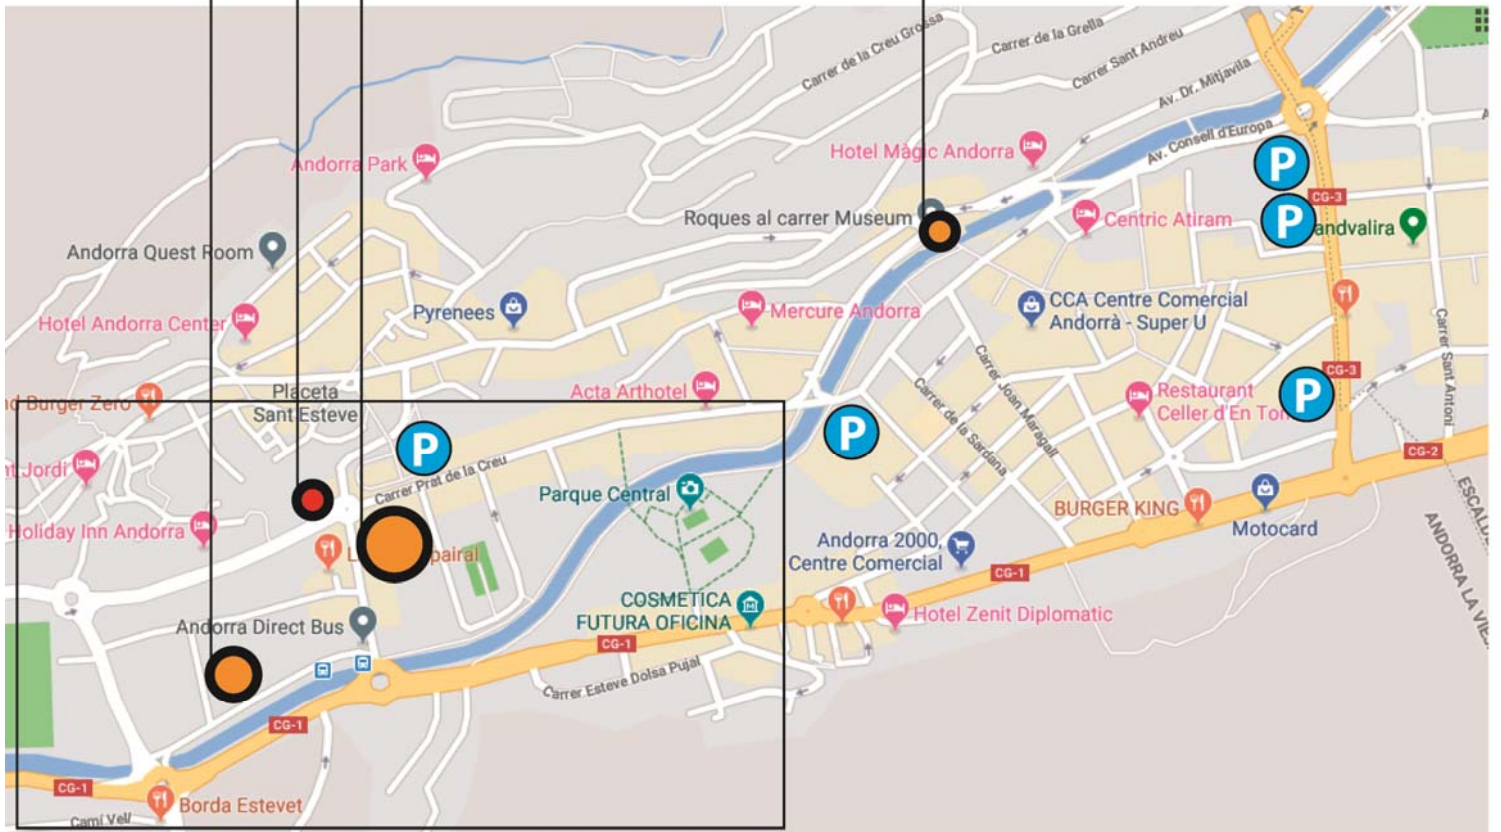 Carrer de la Creu Grossa
Carrer de la Grella
Carrer Sant Andreu
Av. Dr. Mitjavila
Av. Consell d'Europa
Hotel Màgic Andorra
Andorra Park
P
CG-3
Roques al carrer Museum
Centric Atiram
P
andvalira
Andorra Quest Room
Pyrenees
Mercure Andorra
CCA Centre Comercial
Andorrà - Super U
Hotel Andorra Center
Carrer Sant Antoni
Carrer Joan Maragall
CG-3
Acta Arthotel
Restaurant
Celler d'En Ton
P
Placeta
Sant Esteve
Burger Zero
Carrer de la Sardana
P
P
CG-2
Jordi
Carrer Prat de la Creu
Parque Central
BURGER KING
Motocard
Holiday Inn Andorra
Andorra 2000,
Centre Comercial
pairal
CG-1
ANDORRA LA
COSMETICA
FUTURA OFICINA
Hotel Zenit Diplomatic
Andorra Direct Bus
CG-1
Carrer Esteve Dolsa Pujal
CG-1
CG-1
Borda Estevet
Camí Vell